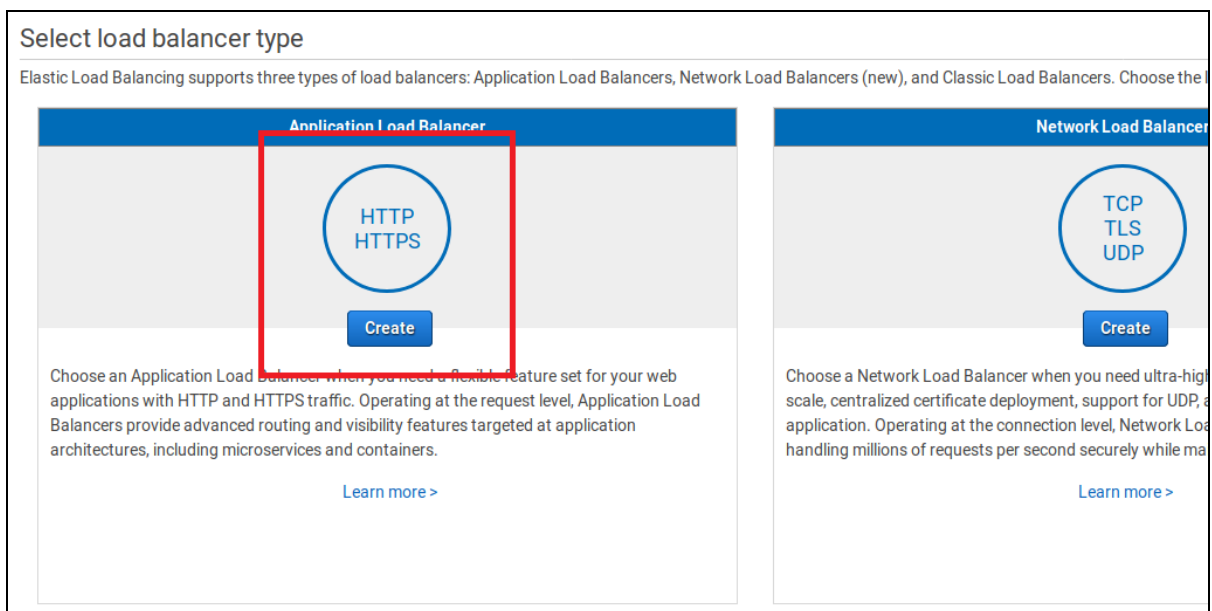 Select load balancer type
Elastic Load Balancing supports three types of load balancers: Application Load Balancers, Network Load Balancers (new), and Classic Load Balancers. Choose the
Application Load Balancer
HTTP
HTTPS
Create
Choose an Application Load Balancer when you need a flexible feature set for your web
applications with HTTP and HTTPS traffic. Operating at the request level, Application Load
Balancers provide advanced routing and visibility features targeted at application
architectures, including microservices and containers.
Learn more >
Network Load Balancer
TCP
TLS
UDP
Create
Choose a Network Load Balancer when you need ultra-high
scale, centralized certificate deployment, support for UDP,
application. Operating at the connection level, Network
handling millions of requests per second securely while
Learn more >